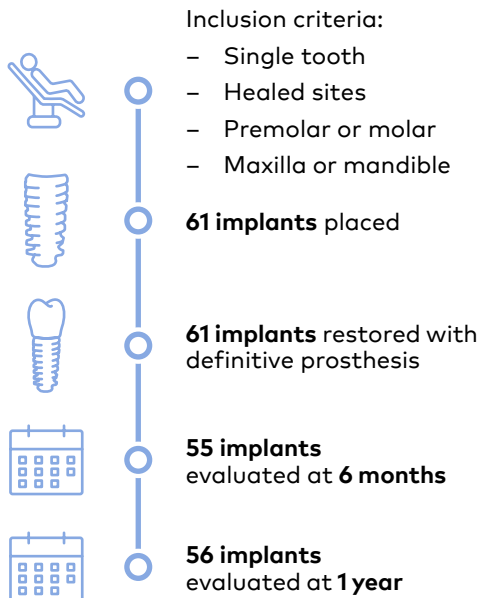 Inclusion criteria:
– Single tooth
– Healed sites
– Premolar or molar
– Maxilla or mandible
61 implants placed
61 implants restored with
definitive prosthesis
55 implants
evaluated at 6 months
56 implants
evaluated at 1 year